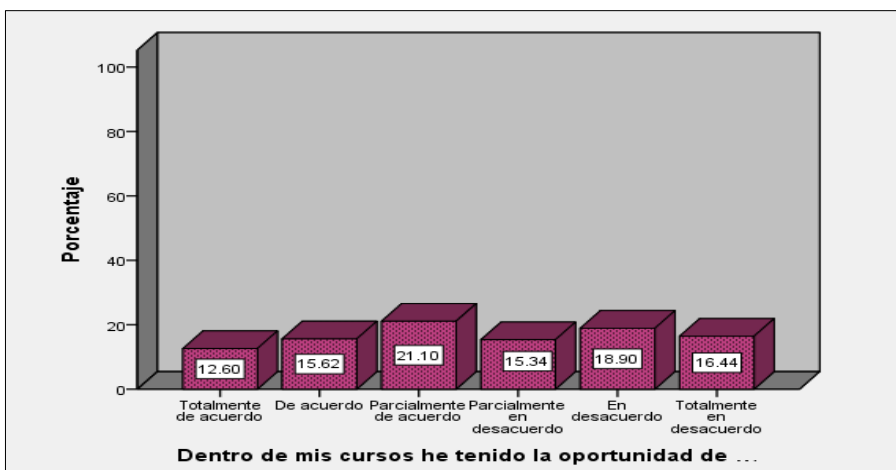 Porcentaje
100
80
60
40
20
0
12.60
15.62
21.10
15.34
18.90
16.44
Totalmente
de acuerdo
De acuerdo
Parcialmente
de acuerdo
Parcialmente
en
desacuerdo
En
desacuerdo
Totalmente
en
desacuerdo
Dentro de mis cursos he tenido la oportunidad de ...